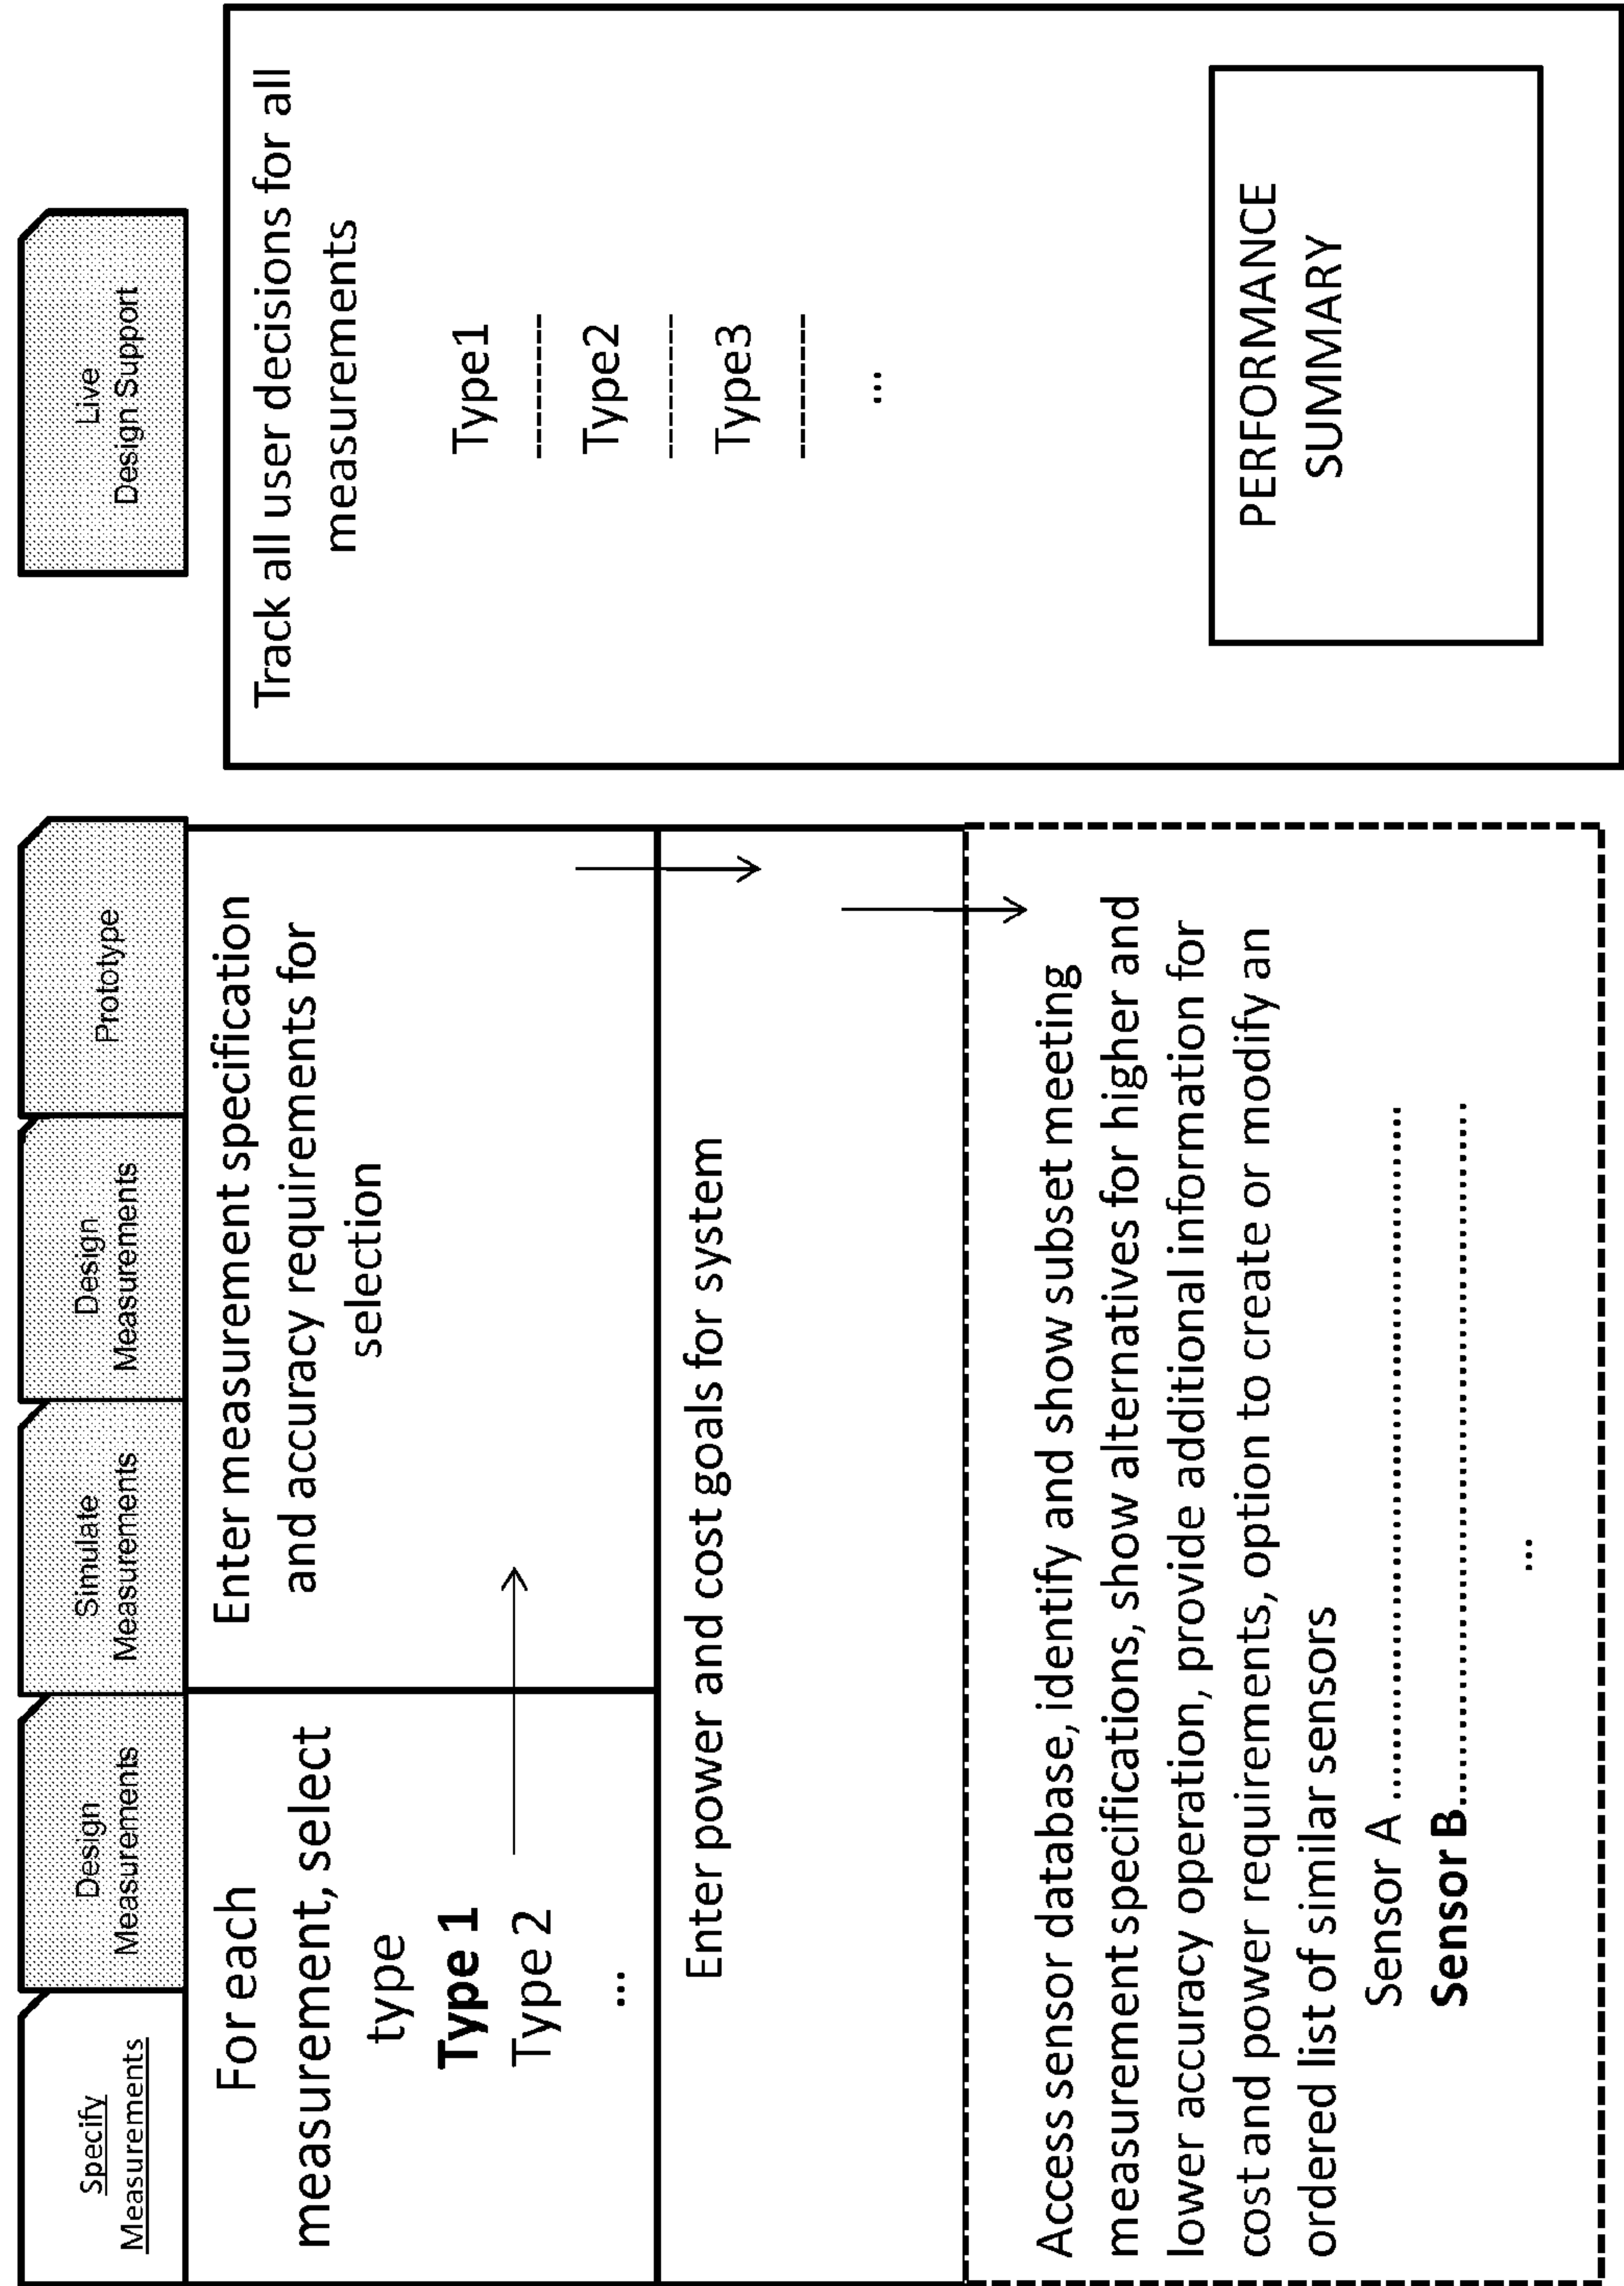 Specify
Measurements
Design
Measurements
Simulate
Measurements
Design
Measurements
Prototype
Live
Design Support
For each
measurement, select
type
Type 1
Type 2
...
Enter measurement specification
and accuracy requirements for
selection
Enter power and cost goals for system
Access sensor database, identify and show subset meeting
measurement specifications, show alternatives for higher and
lower accuracy operation, provide additional information for
cost and power requirements, option to create or modify an
ordered list of similar sensors
Sensor A ..............................................
Sensor B..............................................
...
Track all user decisions for all
measurements
Type1
-----------
Type2
-----------
Type3
-----------
...
PERFORMANCE
SUMMARY